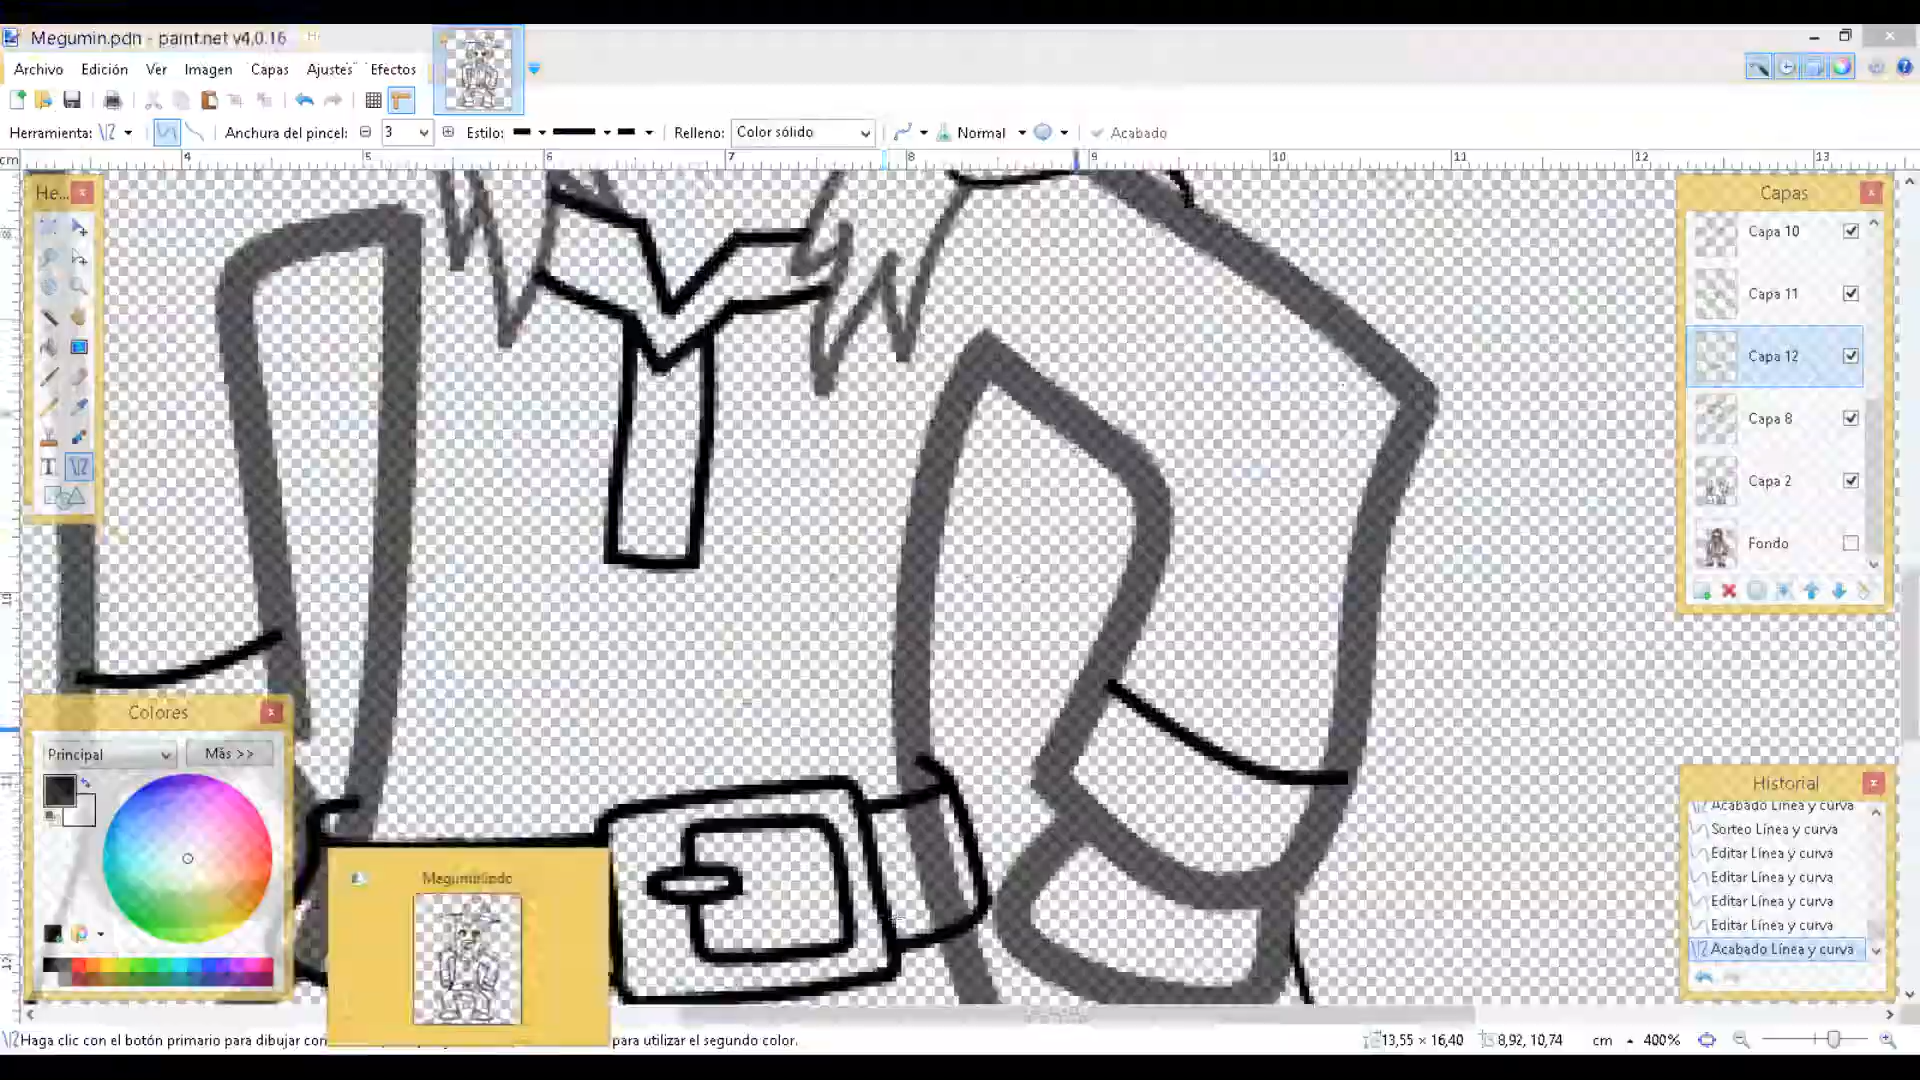 Megumin.pdn - paint.net v4.0.16
Archivo Edición Ver Imagen Capas Ajustes Efectos
Herramienta: Anchura del pincel: 3 Estilo: Relleno: Color sólido Normal Acabado
cm 4 5 6 7 8 9 10 11 12 13
He...
Capas
Capa 10
Capa 11
Capa 12
Capa 8
Capa 2
Fondo
10
11
12
T
Colores
Principal Más >>
Historial
Acabado Línea y curva
Sorteo Línea y curva
Editar Línea y curva
Editar Línea y curva
Editar Línea y curva
Editar Línea y curva
Acabado Línea y curva
Haga clic con el botón primario para dibujar con para utilizar el segundo color.
13,55 × 16,40 8,92, 10,74 cm 400%